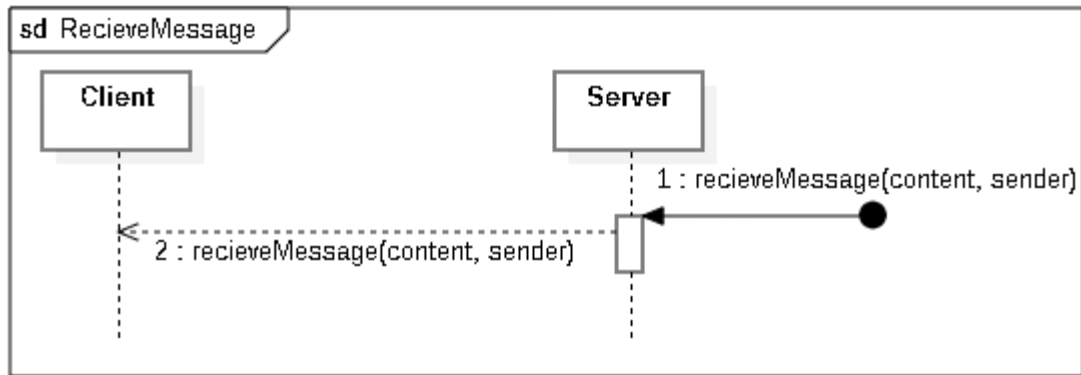 sd RecieveMessage
Client
Server
1 : recieveMessage(content, sender)
2 : recieveMessage(content, sender)